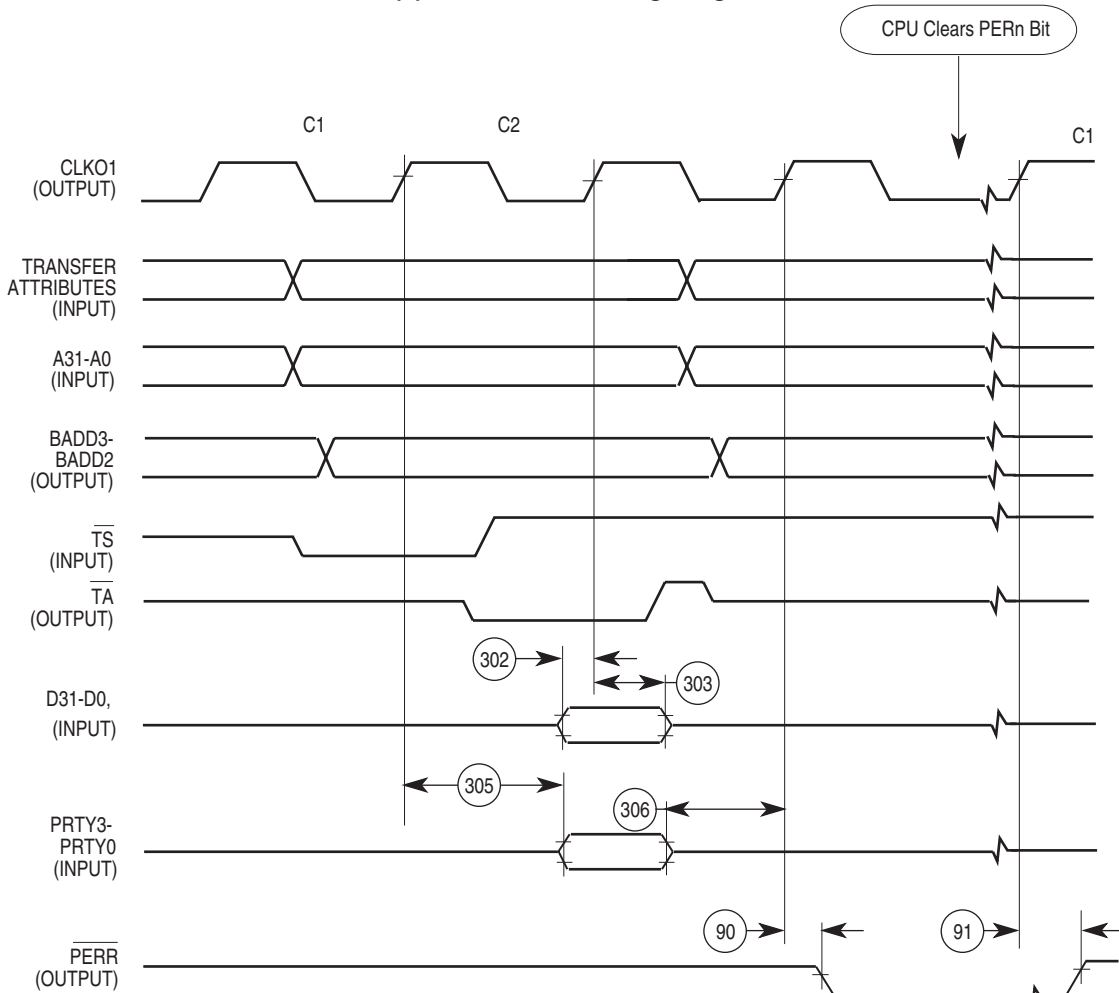 CPU Clears PERn Bit
C1
C2
C1
CLKO1
(OUTPUT)
TRANSFER
ATTRIBUTES
(INPUT)
A31-A0
(INPUT)
BADD3-
BADD2
(OUTPUT)
TS
(INPUT)
TA
(OUTPUT)
302
303
D31-D0,
(INPUT)
305
306
PRTY3-
PRTY0
(INPUT)
90
91
PERR
(OUTPUT)